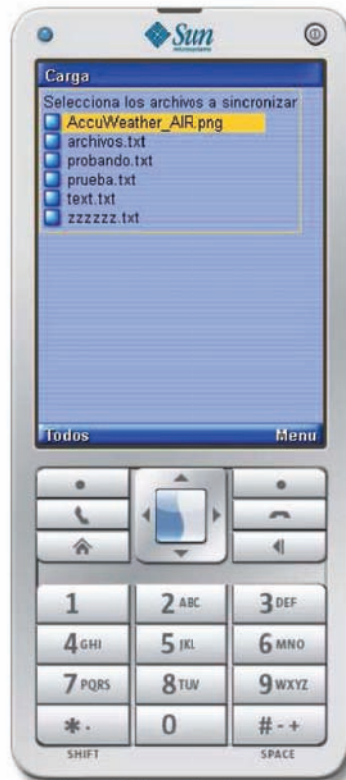 Sun
Carga
Selecciona los archivos a sincronizar
AccuWeather_AIR.png
archivos.txt
probando.txt
prueba.txt
text.txt
zzzzzz.txt
Todos Menu
1 2 ABC 3 DEF
4 GHI 5 JKL 6 MNO
7 PQRS 8 TUV 9 WXYZ
* . 0 # - +
SHIFT SPACE